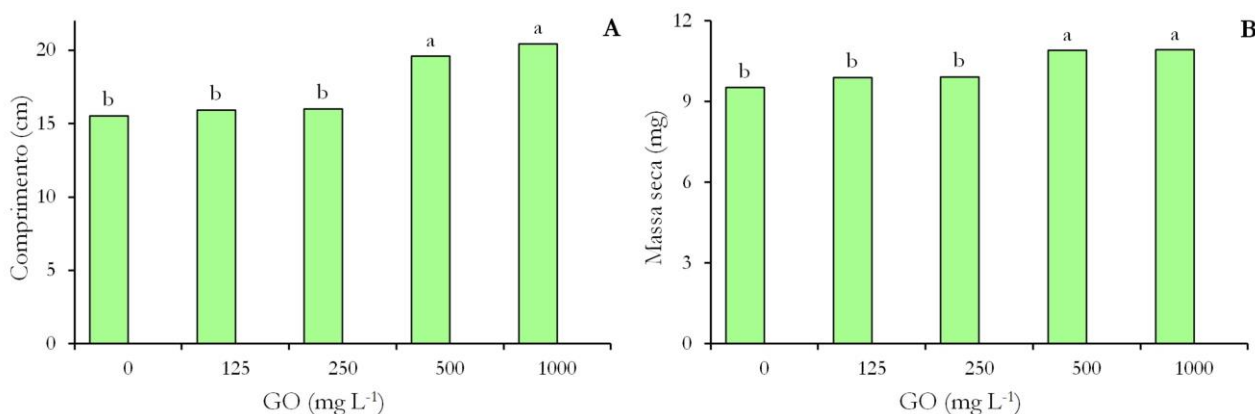 A
Comprimento (cm)
20
15
10
5
0
b
b
b
a
a
0 125 250 500 1000
GO (mg L⁻¹)
B
Massa seca (mg)
12
9
6
3
0
b
b
b
a
a
0 125 250 500 1000
GO (mg L⁻¹)